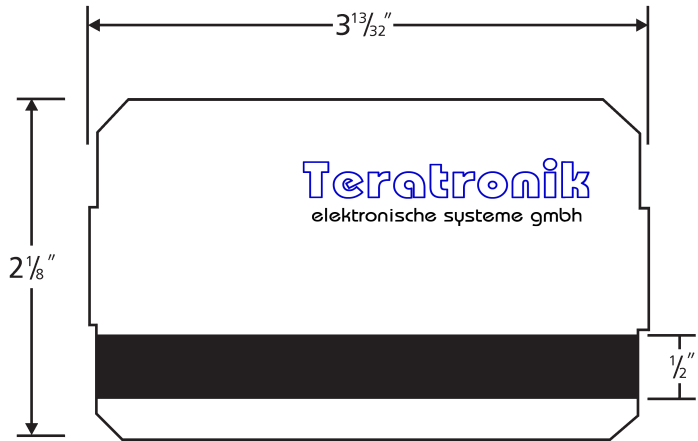 3 13/32"
Teratronik
elektronische systeme gmbh
2 1/8"
1/2"